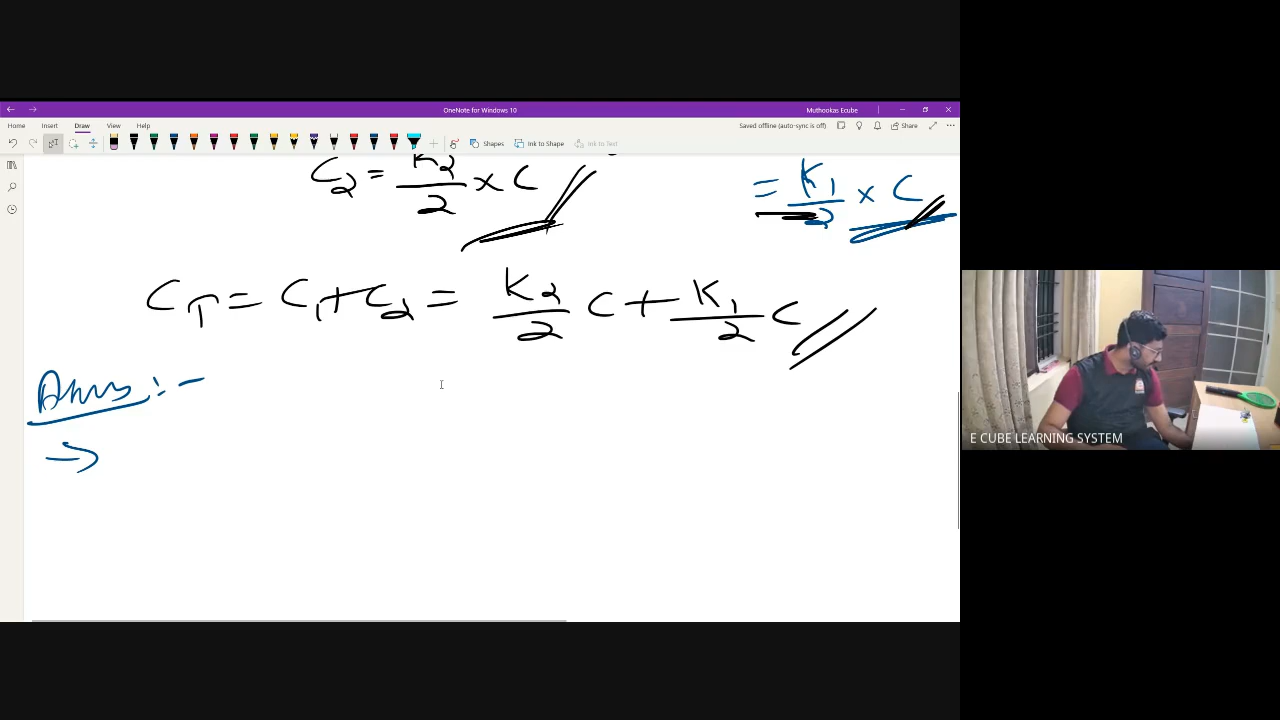 OneNote for Windows 10
Muthookas Ecube
Home Insert Draw View Help
Saved offline (auto-sync is off)
Share
Shapes
Ink to Shape
Ink to Text
C2 = K2/2 × C
= K1/2 × C
CT = C1 + C2 = K2/2 C + K1/2 C
Ans :-
→
E CUBE LEARNING SYSTEM